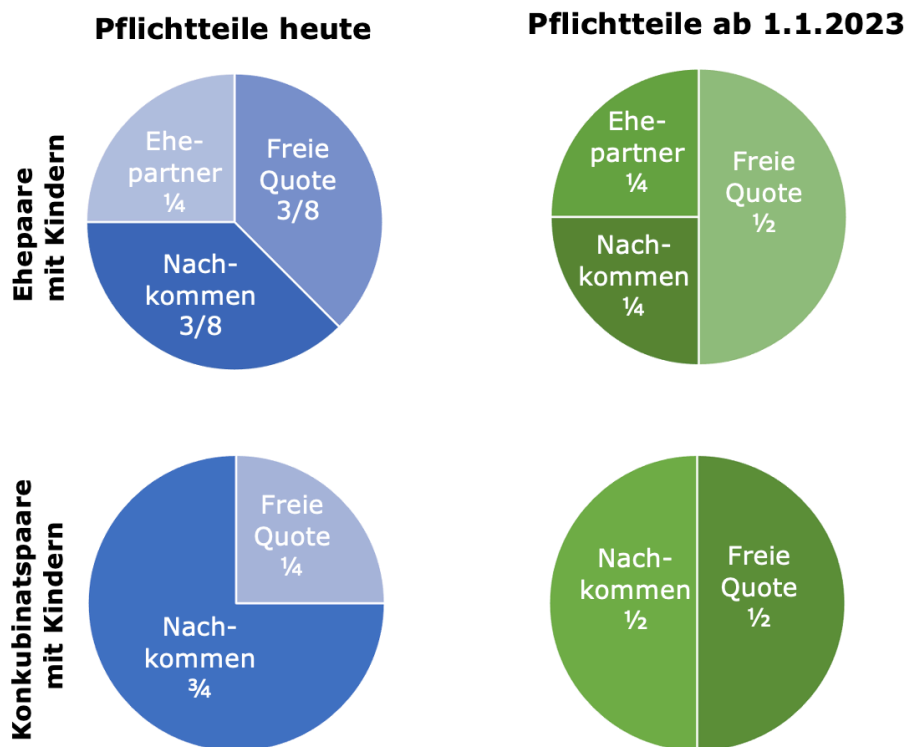 Pflichtteile heute
Pflichtteile ab 1.1.2023
Ehepaare
mit Kindern
Ehe-
partner
¼
Freie
Quote
3/8
Nach-
kommen
3/8
Ehe-
partner
¼
Freie
Quote
½
Nach-
kommen
¼
Konkubinatspaare
mit Kindern
Freie
Quote
¼
Nach-
kommen
¾
Nach-
kommen
½
Freie
Quote
½